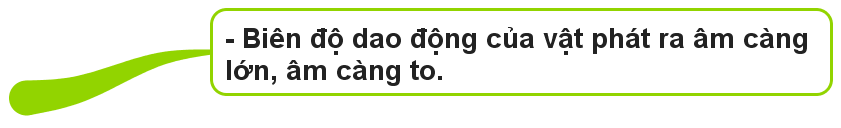 - Biên độ dao động của vật phát ra âm càng
lớn, âm càng to.